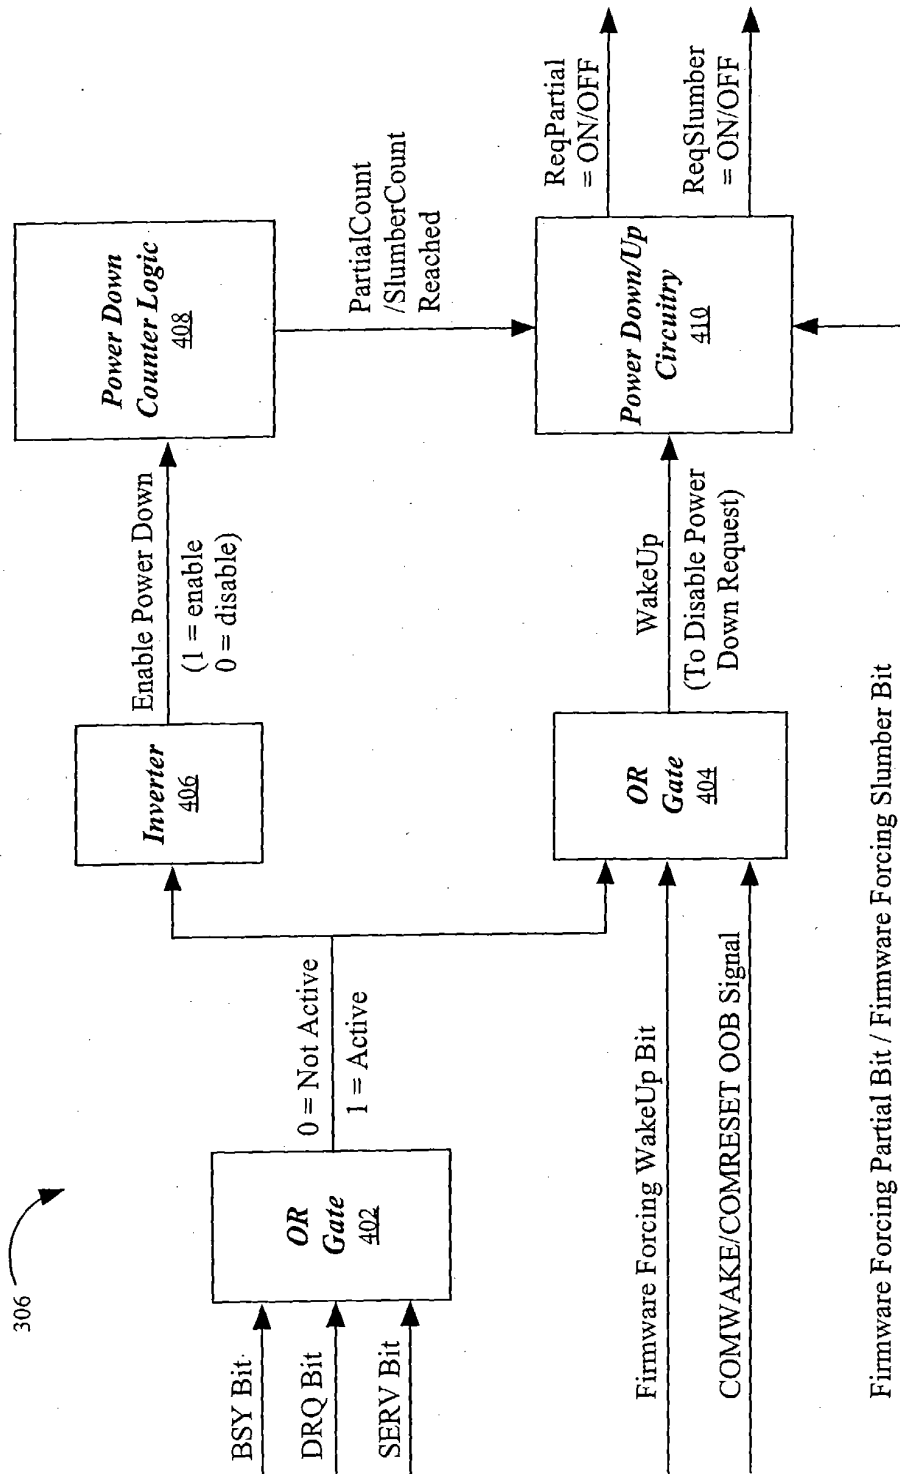 306
BSY Bit
DRQ Bit
SERV Bit
OR
Gate
402
0 = Not Active
1 = Active
Inverter
406
Enable Power Down
(1 = enable
0 = disable)
Power Down
Counter Logic
408
PartialCount
/SlumberCount
Reached
Firmware Forcing WakeUp Bit
COMWAKE/COMRESET OOB Signal
OR
Gate
404
WakeUp
(To Disable Power
Down Request)
Power Down/Up
Circuitry
410
ReqPartial
= ON/OFF
ReqSlumber
= ON/OFF
Firmware Forcing Partial Bit / Firmware Forcing Slumber Bit